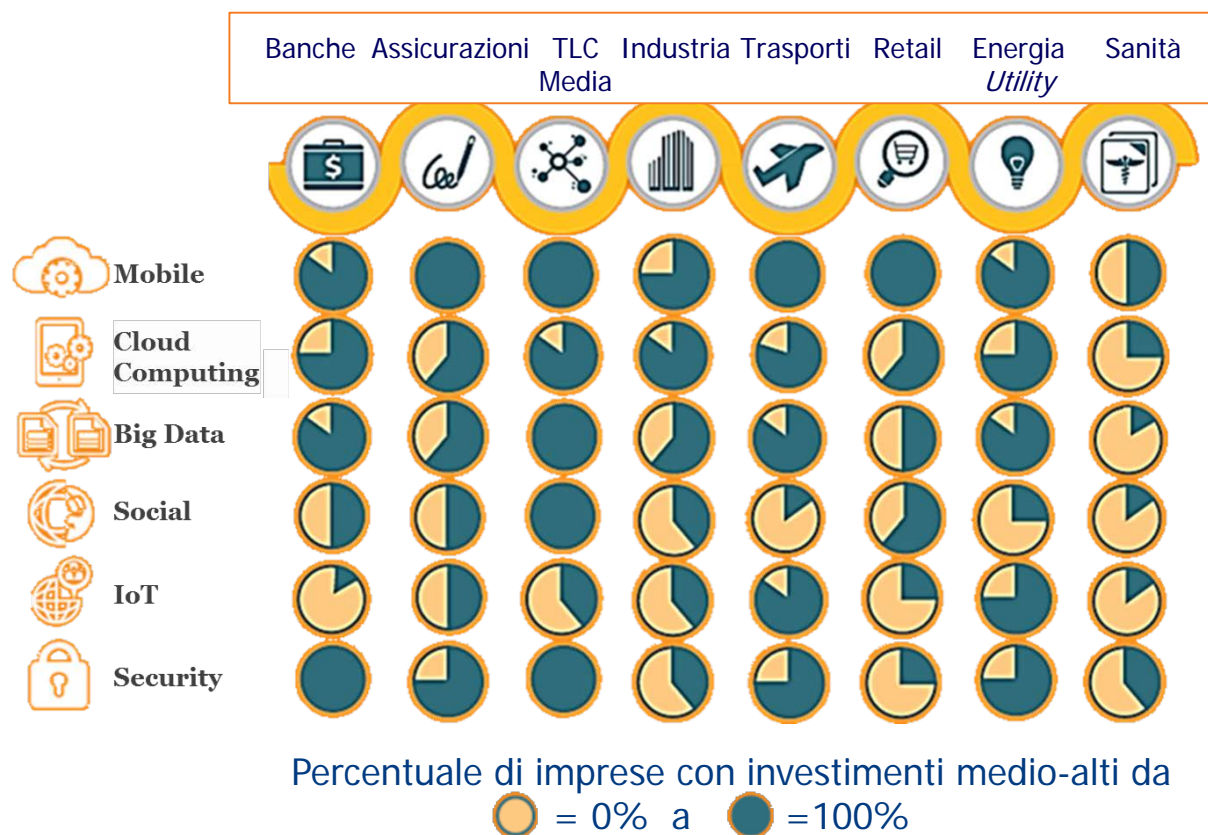 Banche Assicurazioni TLC Industria Trasporti Retail Energia Sanità
Media Utility
$
Mobile
Cloud
Computing
Big Data
Social
IoT
Security
Percentuale di imprese con investimenti medio-alti da
= 0% a =100%